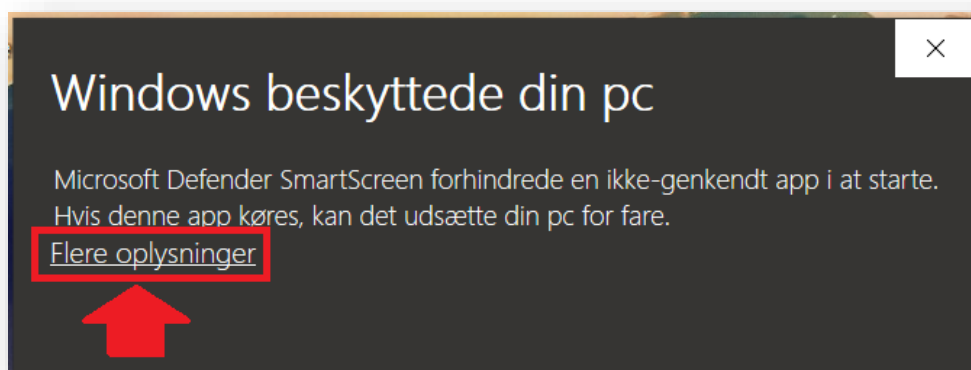 Windows beskyttede din pc
Microsoft Defender SmartScreen forhindrede en ikke-genkendt app i at starte.
Hvis denne app køres, kan det udsætte din pc for fare.
Flere oplysninger